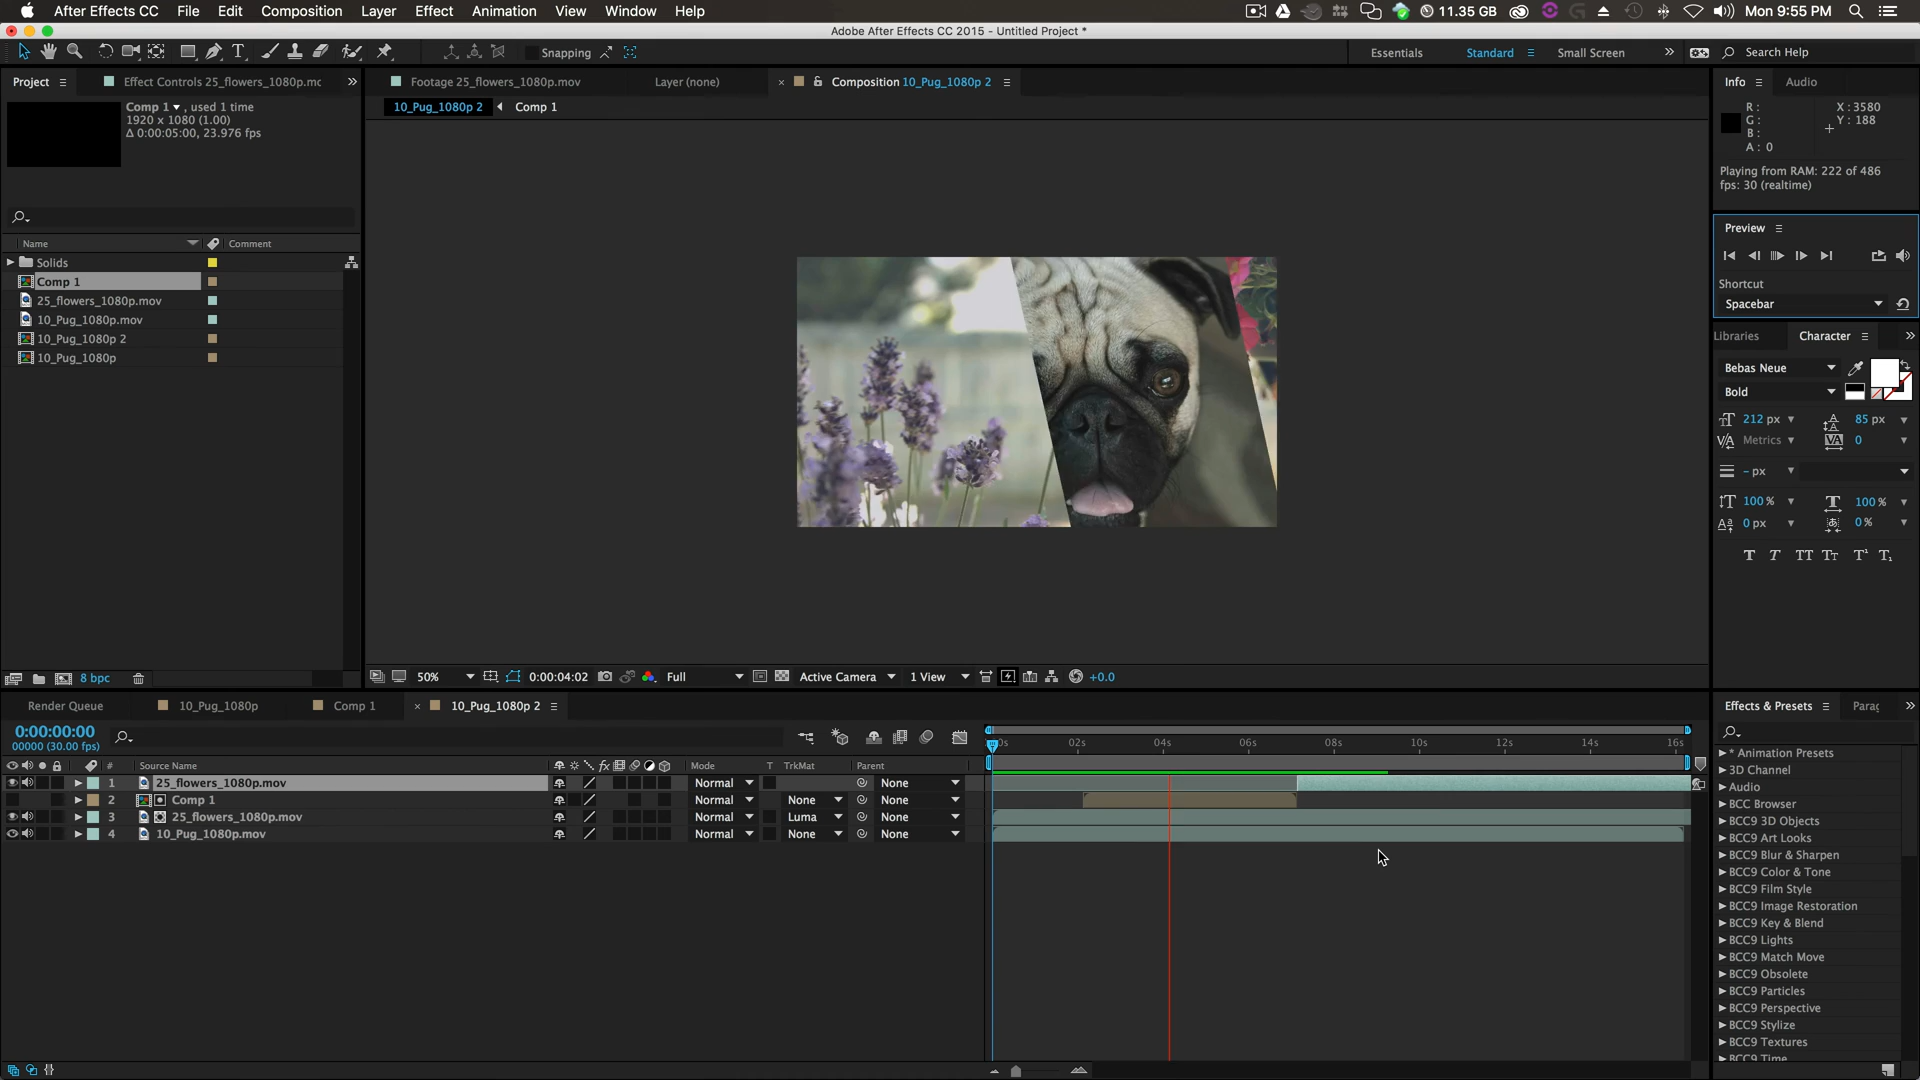 After Effects CC File Edit Composition Layer Effect Animation View Window Help 11.35 GB Mon 9:55 PM
Adobe After Effects CC 2015 - Untitled Project *
Snapping Essentials Standard Small Screen Search Help
Project Effect Controls 25_flowers_1080p.mc Footage 25_flowers_1080p.mov Layer (none) Composition 10_Pug_1080p 2 Info Audio
10_Pug_1080p 2 Comp 1
Comp 1 , used 1 time
1920 x 1080 (1.00)
Δ 0:00:05:00, 23.976 fps
R :
G :
B :
A : 0
X : 3580
Y : 188
Playing from RAM: 222 of 486
fps: 30 (realtime)
Preview
Shortcut
Spacebar
Name Comment
Solids
Comp 1
25_flowers_1080p.mov
10_Pug_1080p.mov
10_Pug_1080p 2
10_Pug_1080p
Libraries Character
Bebas Neue
Bold
212 px 85 px
Metrics 0
- px
100 % 100 %
0 px 0 %
T T TT Tt T¹ T₁
8 bpc
50% 0:00:04:02 Full Active Camera 1 View +0.0
Render Queue 10_Pug_1080p Comp 1 10_Pug_1080p 2
0:00:00:00
00000 (30.00 fps)
02s 04s 06s 08s 10s 12s 14s 16s
# Source Name fx Mode T TrkMat Parent
1 25_flowers_1080p.mov Normal None
2 Comp 1 Normal None None
3 25_flowers_1080p.mov Normal Luma None
4 10_Pug_1080p.mov Normal None None
Effects & Presets Parag
* Animation Presets
3D Channel
Audio
BCC Browser
BCC9 3D Objects
BCC9 Art Looks
BCC9 Blur & Sharpen
BCC9 Color & Tone
BCC9 Film Style
BCC9 Image Restoration
BCC9 Key & Blend
BCC9 Lights
BCC9 Match Move
BCC9 Obsolete
BCC9 Particles
BCC9 Perspective
BCC9 Stylize
BCC9 Textures
BCC9 Time